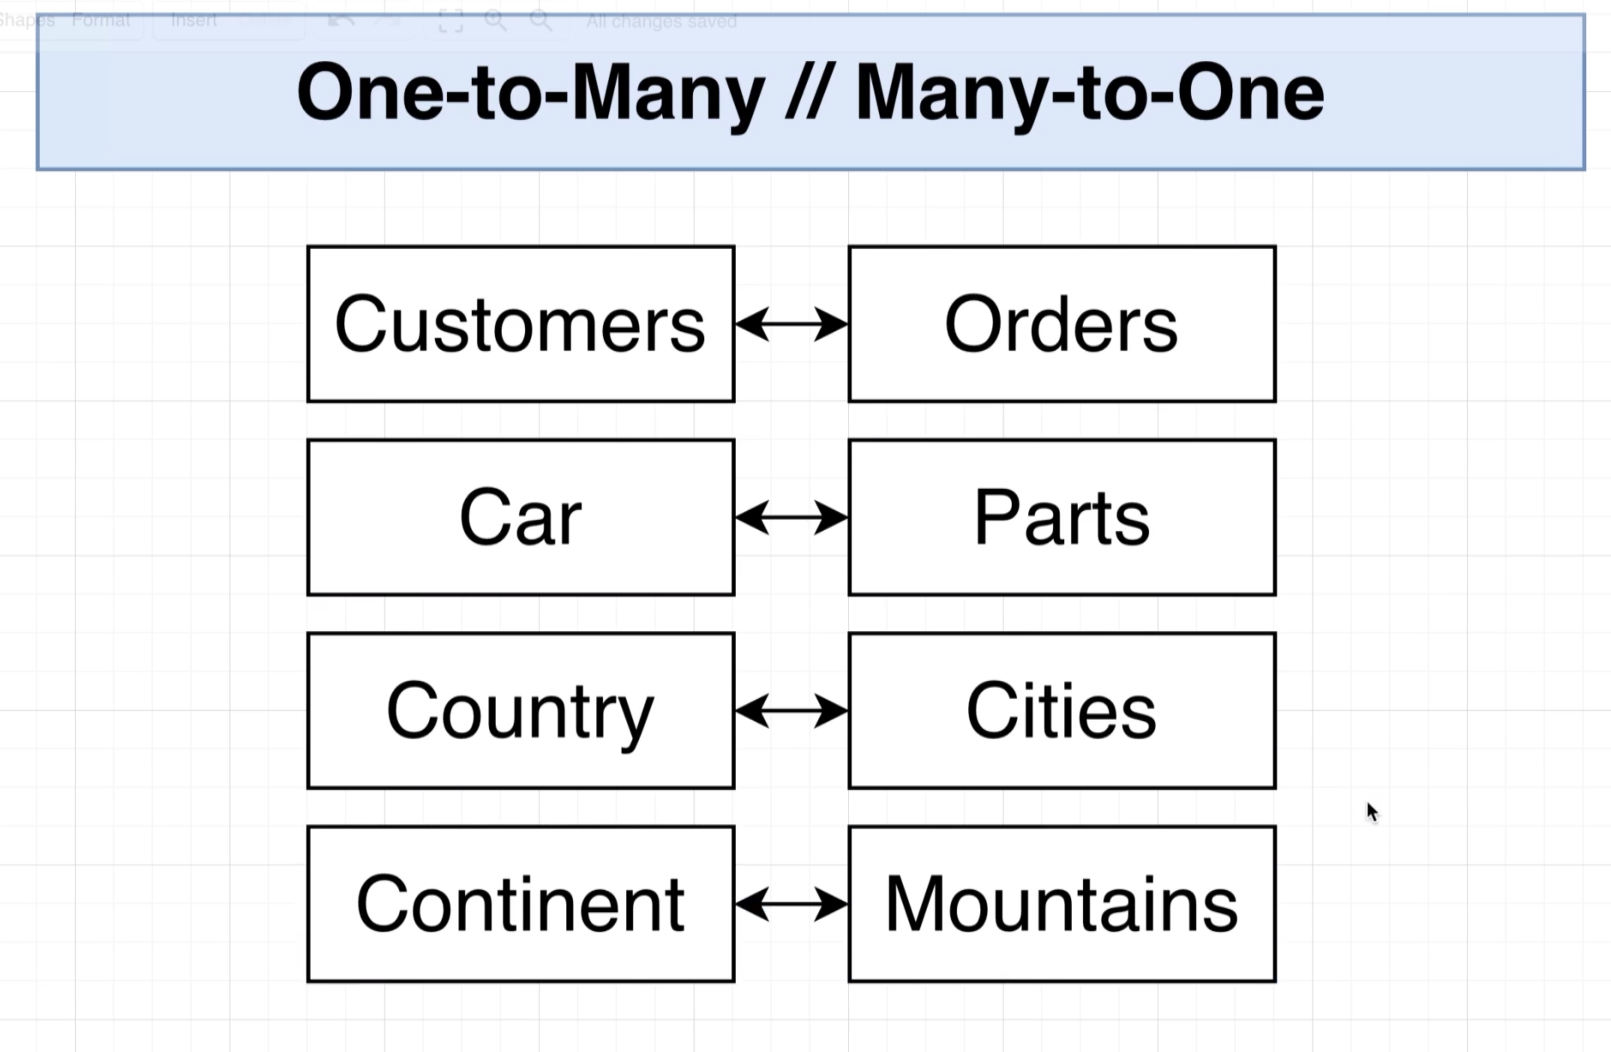 Shapes Format Insert All changes saved
One-to-Many // Many-to-One
Customers Orders
Car Parts
Country Cities
Continent Mountains